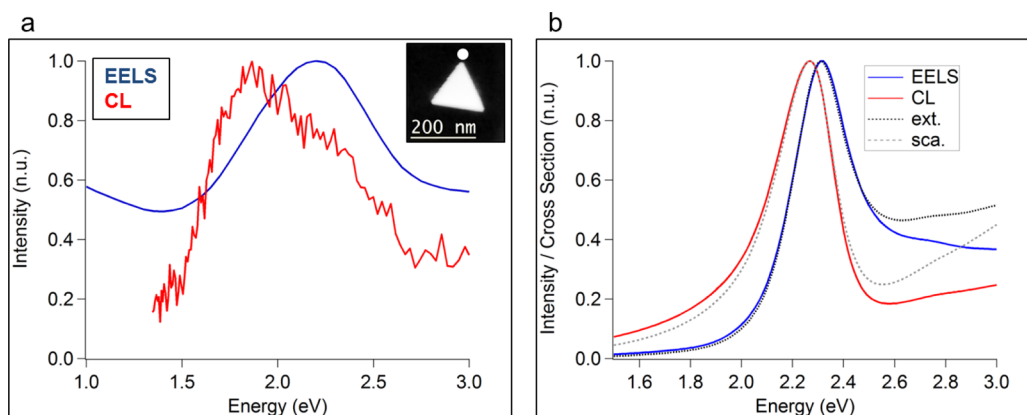 a
EELS
CL
200 nm
Intensity (n.u.)
1.0
0.8
0.6
0.4
0.2
0.0
1.0
1.5
2.0
2.5
3.0
Energy (eV)
b
EELS
CL
ext.
sca.
Intensity / Cross Section (n.u.)
1.0
0.8
0.6
0.4
0.2
0.0
1.6
1.8
2.0
2.2
2.4
2.6
2.8
3.0
Energy (eV)